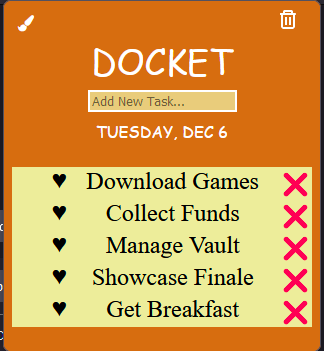 DOCKET
Add New Task...
TUESDAY, DEC 6
♥ Download Games
♥ Collect Funds
♥ Manage Vault
♥ Showcase Finale
♥ Get Breakfast